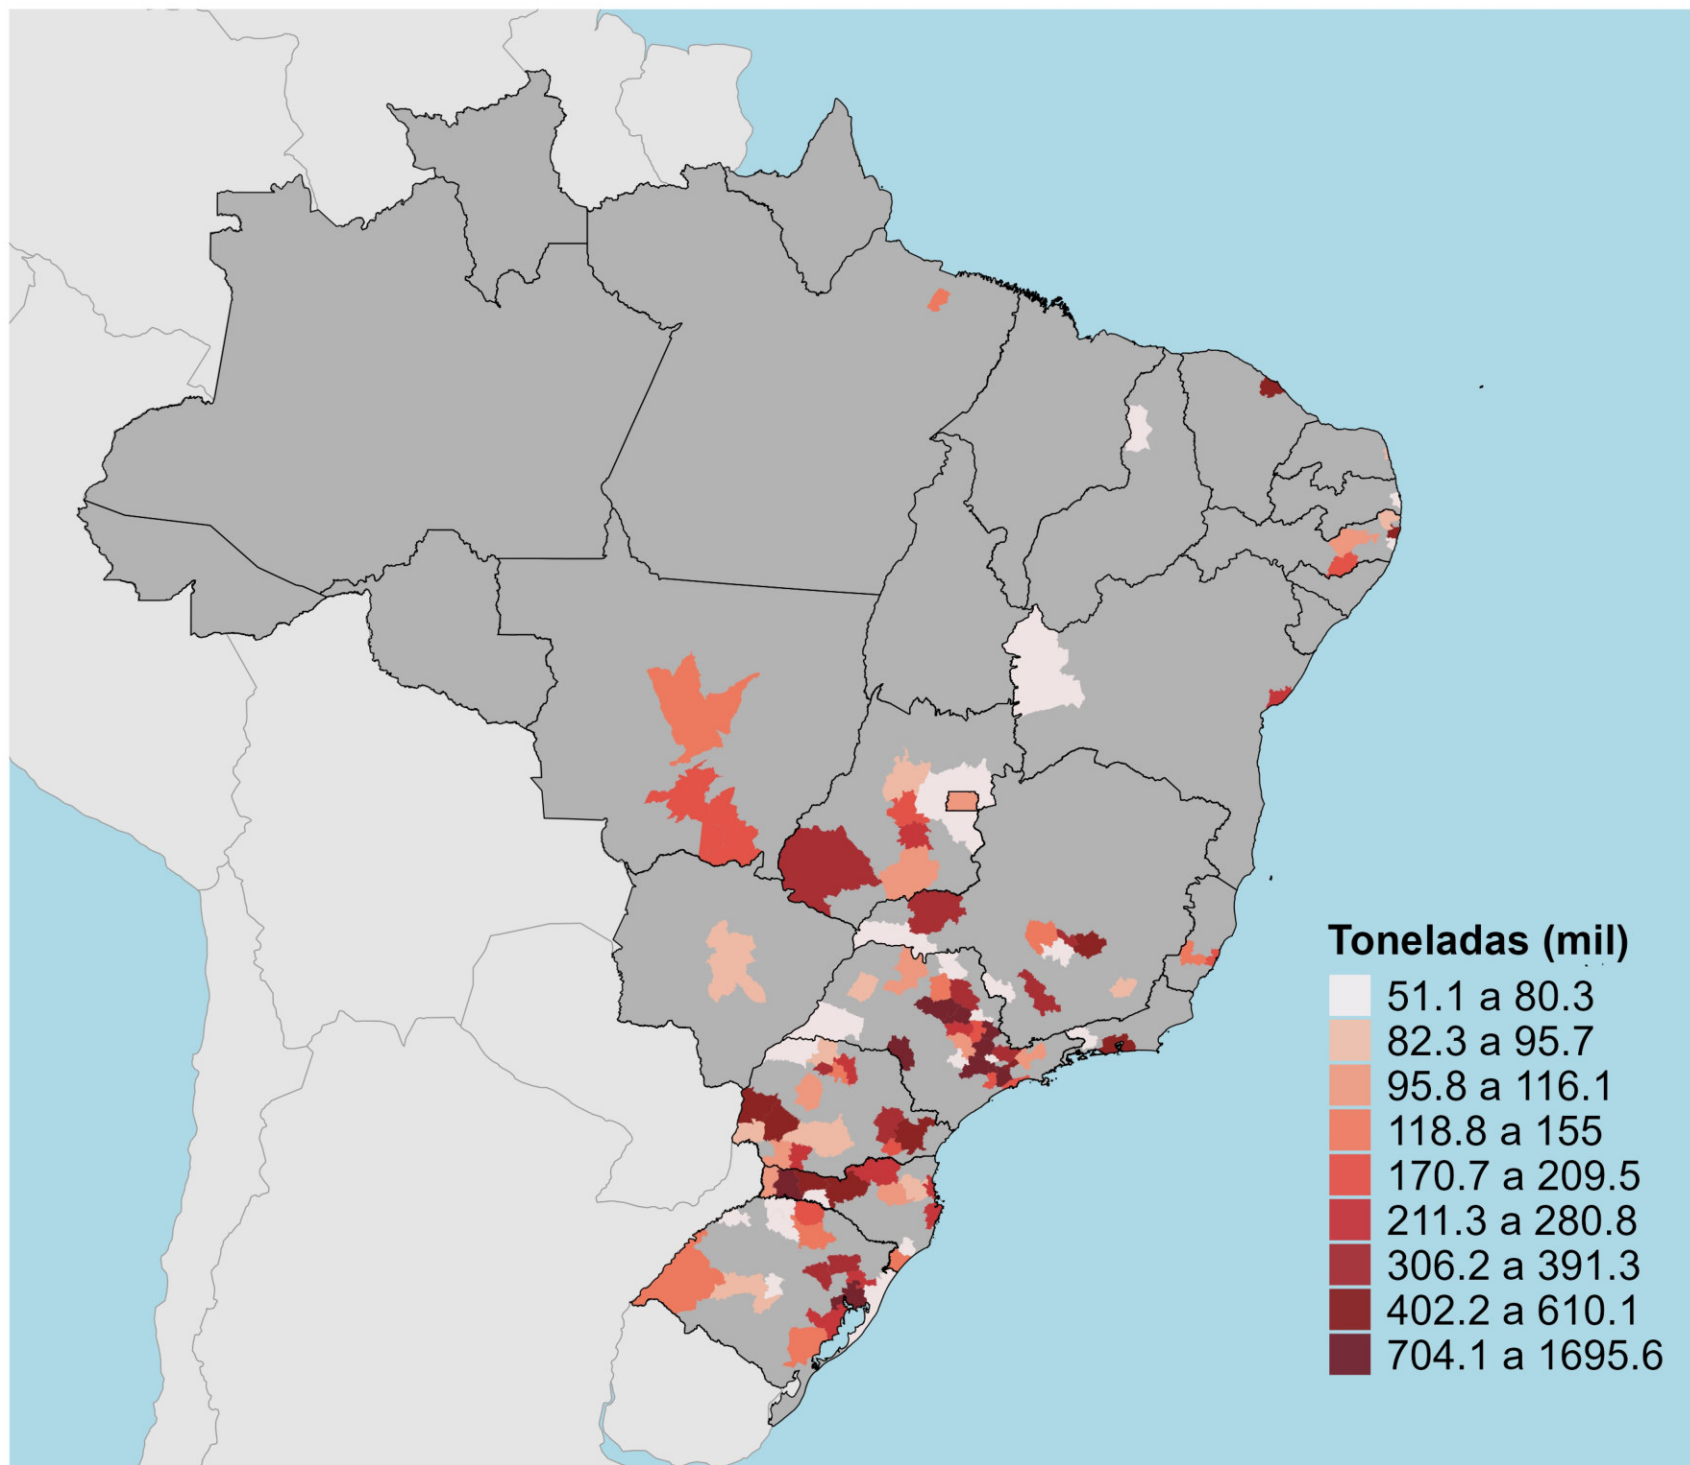 Toneladas (mil)
51.1 a 80.3
82.3 a 95.7
95.8 a 116.1
118.8 a 155
170.7 a 209.5
211.3 a 280.8
306.2 a 391.3
402.2 a 610.1
704.1 a 1695.6